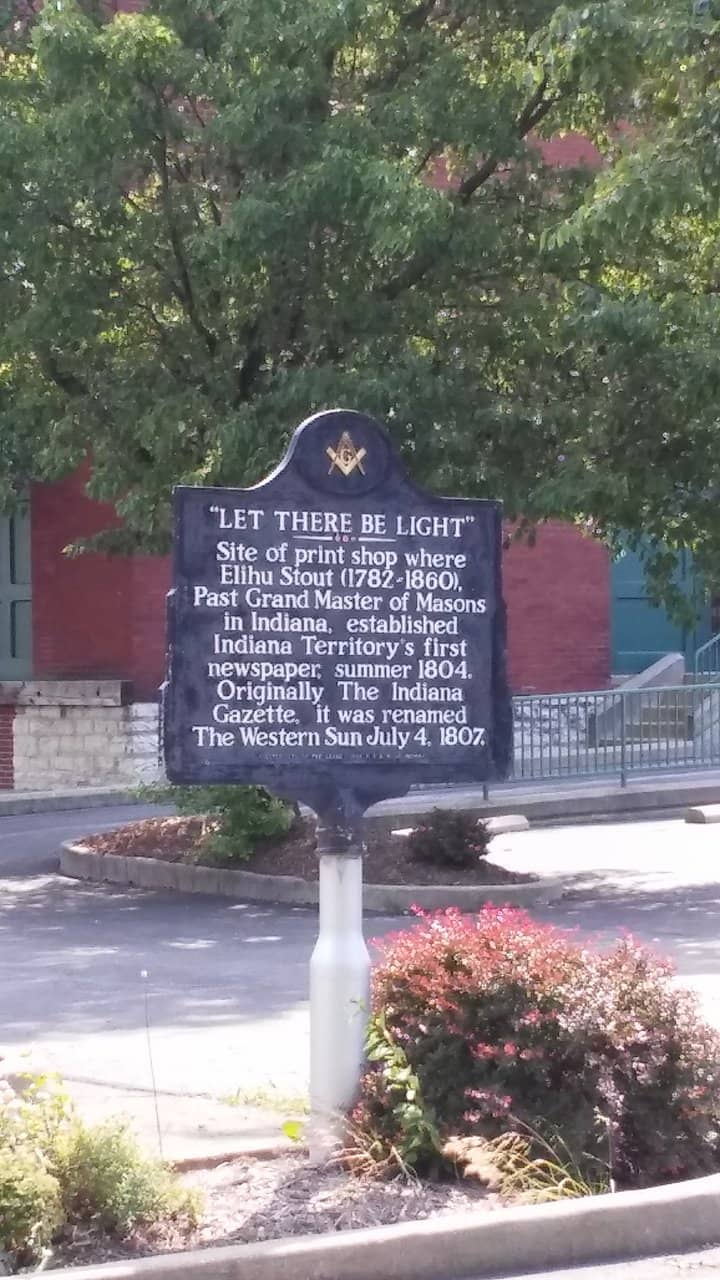 G
"LET THERE BE LIGHT"
Site of print shop where
Elihu Stout (1782-1860),
Past Grand Master of Masons
in Indiana, established
Indiana Territory's first
newspaper, summer 1804.
Originally The Indiana
Gazette, it was renamed
The Western Sun July 4, 1807.